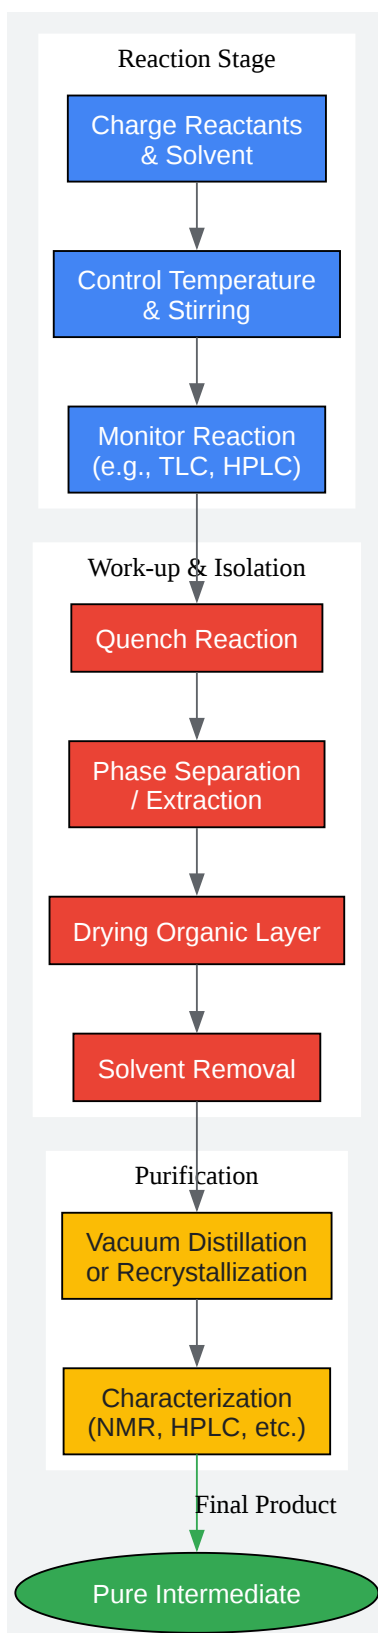 Reaction Stage
Charge Reactants
& Solvent
Control Temperature
& Stirring
Monitor Reaction
(e.g., TLC, HPLC)
Work-up & Isolation
Quench Reaction
Phase Separation
/ Extraction
Drying Organic Layer
Solvent Removal
Purification
Vacuum Distillation
or Recrystallization
Characterization
(NMR, HPLC, etc.)
Final Product
Pure Intermediate